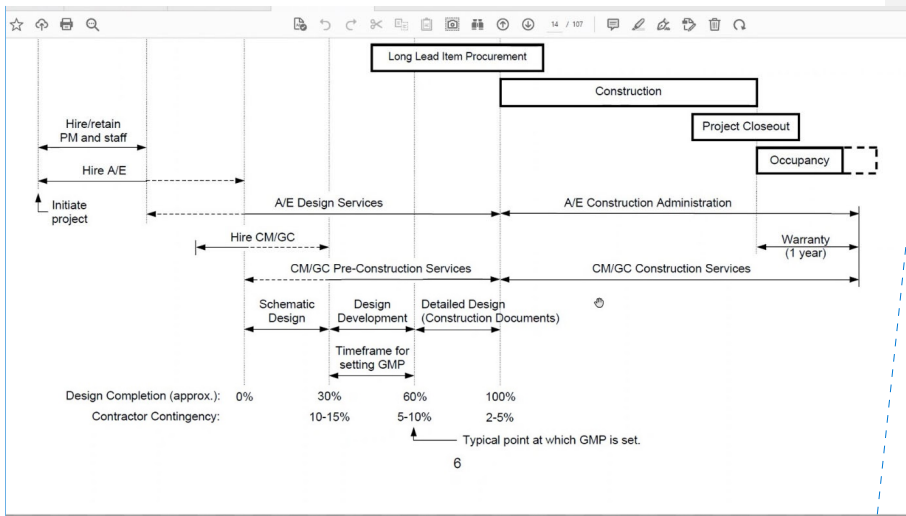 14 / 107
Long Lead Item Procurement
Construction
Hire/retain
PM and staff
Project Closeout
Occupancy
Hire A/E
Initiate
project
A/E Design Services
A/E Construction Administration
Hire CM/GC
Warranty
(1 year)
CM/GC Pre-Construction Services
CM/GC Construction Services
Schematic
Design
Design
Development
Detailed Design
(Construction Documents)
Timeframe for
setting GMP
Design Completion (approx.): 0% 30% 60% 100%
Contractor Contingency: 10-15% 5-10% 2-5%
Typical point at which GMP is set.
6